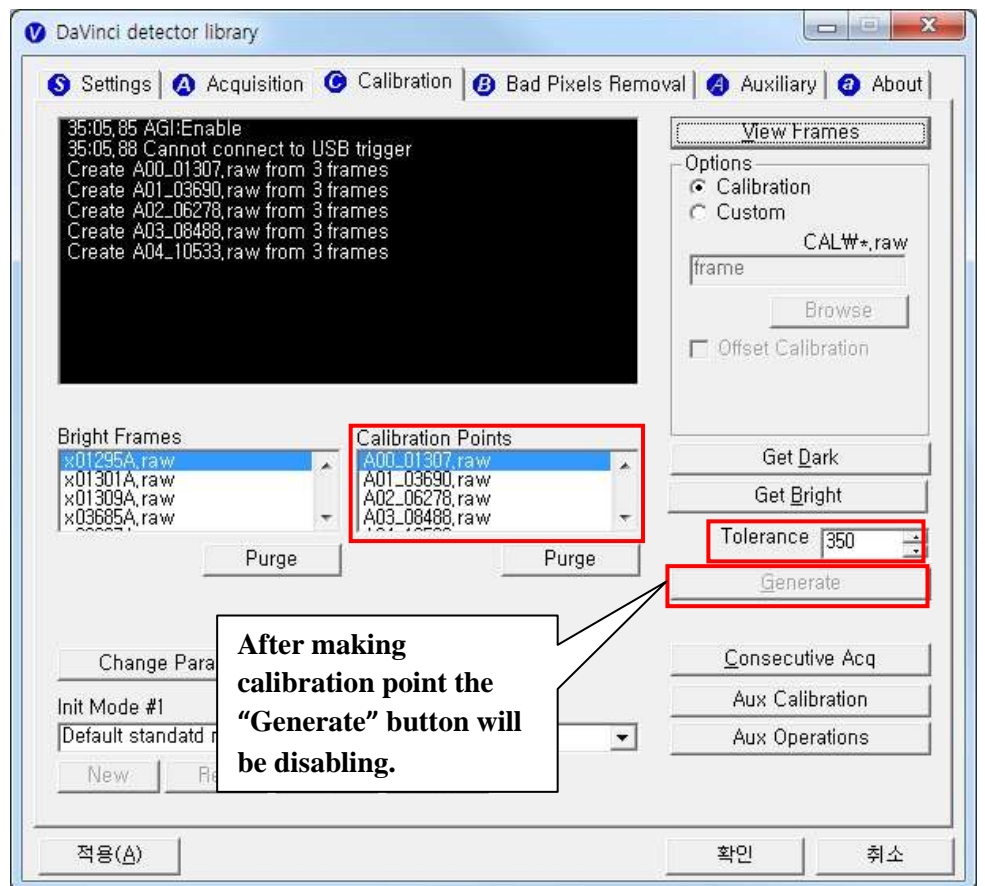 DaVinci detector library
Settings Acquisition Calibration Bad Pixels Removal Auxiliary About
35:05,85 AGI:Enable
35:05,88 Cannot connect to USB trigger
Create A00_01307,raw from 3 frames
Create A01_03690,raw from 3 frames
Create A02_06278,raw from 3 frames
Create A03_08488,raw from 3 frames
Create A04_10533,raw from 3 frames
View Frames
Options
Calibration
Custom
CAL₩*,raw
frame
Browse
Offset Calibration
Bright Frames
x01295A,raw
x01301A,raw
x01309A,raw
x03685A,raw
Purge
Calibration Points
A00_01307,raw
A01_03690,raw
A02_06278,raw
A03_08488,raw
Purge
Get Dark
Get Bright
Tolerance 350
Generate
After making
calibration point the
“Generate” button will
be disabling.
Change Para
Init Mode #1
Default standatd
New
Consecutive Acq
Aux Calibration
Aux Operations
적용(A)
확인
취소